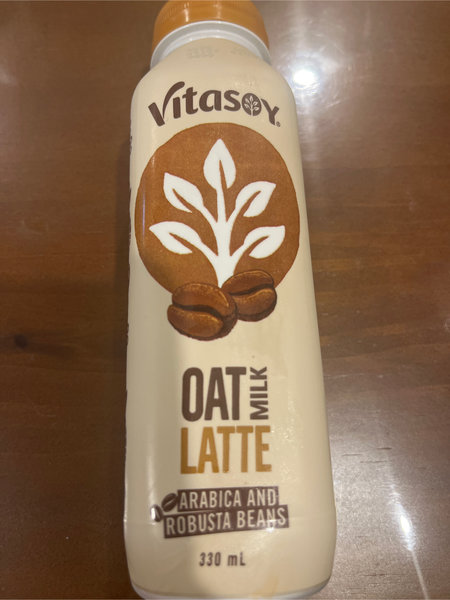 VitasOY®
OAT MILK
LATTE
ARABICA AND
ROBUSTA BEANS
330 mL